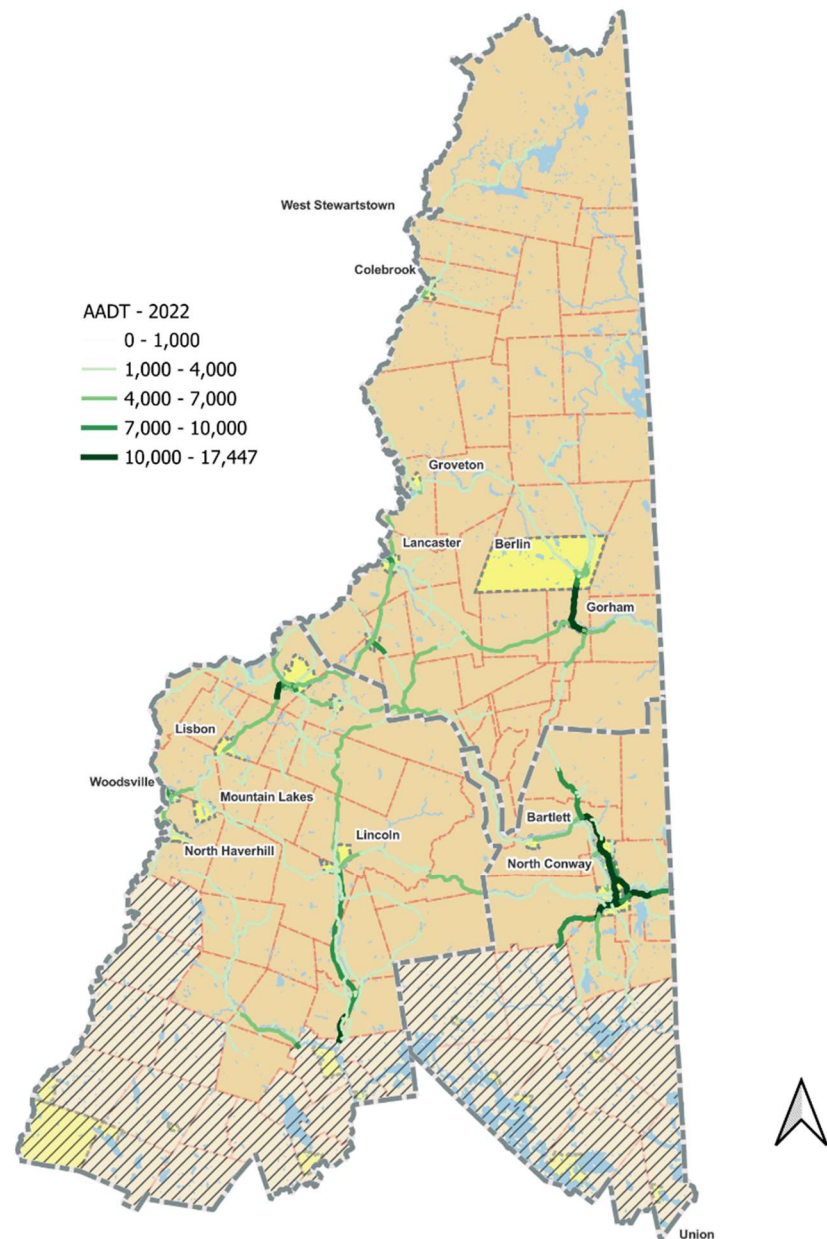 West Stewartstown
Colebrook
AADT - 2022
0 - 1,000
1,000 - 4,000
4,000 - 7,000
7,000 - 10,000
10,000 - 17,447
Groveton
Lancaster
Berlin
Gorham
Lisbon
Woodsville
Mountain Lakes
Bartlett
Lincoln
North Haverhill
North Conway
Union